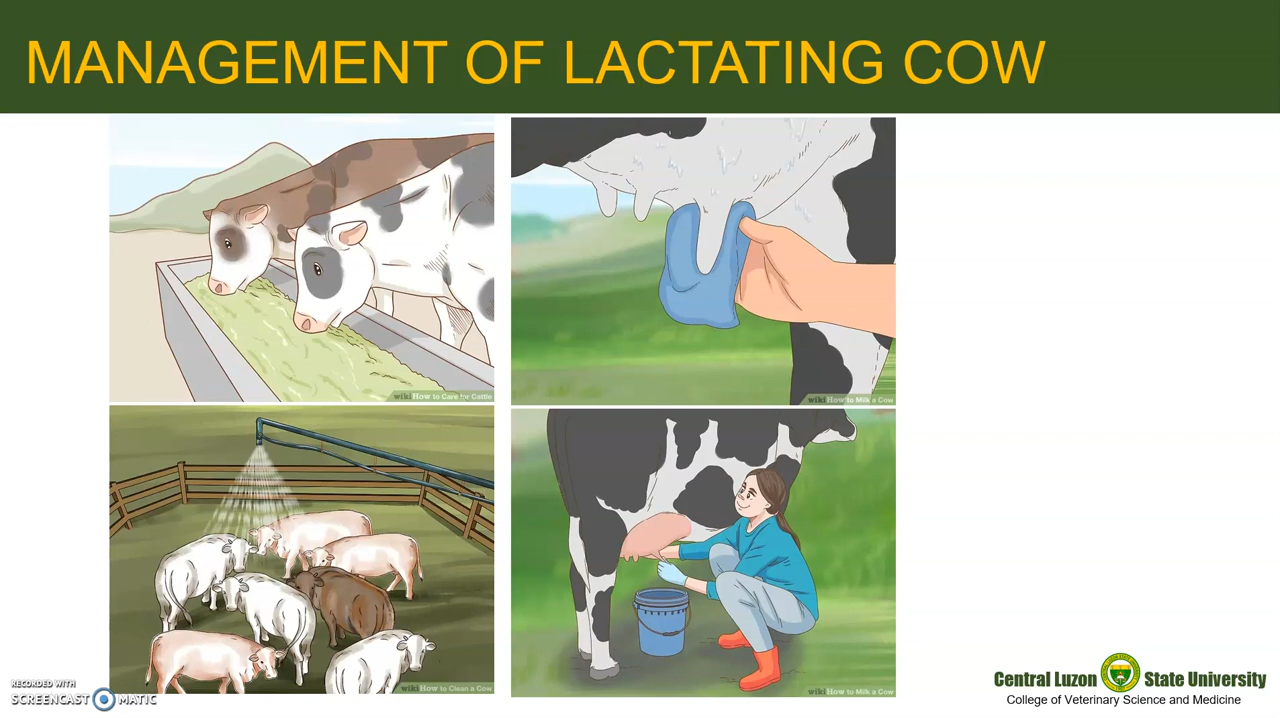 MANAGEMENT OF LACTATING COW
wikiHow to Care for Cattle
wikiHow to Milk a Cow
wikiHow to Clean a Cow
wikiHow to Milk a Cow
RECORDED WITH
SCREENCAST MATIC
Central Luzon State University
College of Veterinary Science and Medicine